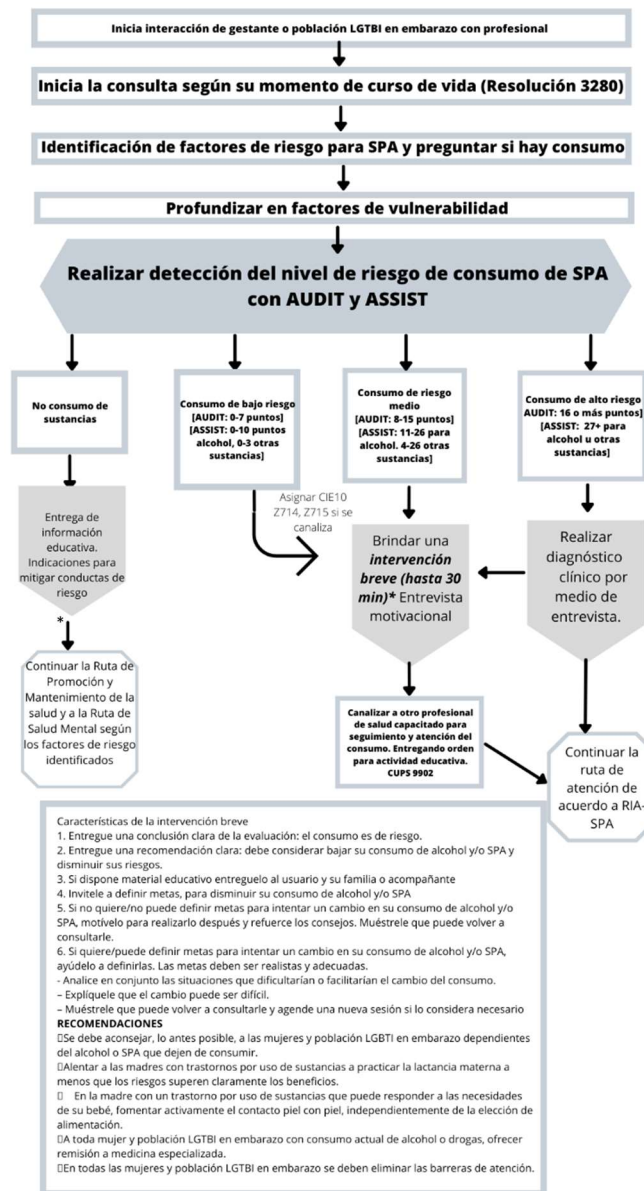 Inicia interacción de gestante o población LGTBI en embarazo con profesional
Inicia la consulta según su momento de curso de vida (Resolución 3280)
Identificación de factores de riesgo para SPA y preguntar si hay consumo
Profundizar en factores de vulnerabilidad
Realizar detección del nivel de riesgo de consumo de SPA
con AUDIT y ASSIST
No consumo de
sustancias
Consumo de bajo riesgo
[AUDIT: 0-7 puntos]
[ASSIST: 0-10 puntos
alcohol, 0-3 otras
sustancias]
Consumo de riesgo
medio
[AUDIT: 8-15 puntos]
[ASSIST: 11-26 para
alcohol. 4-26 otras
sustancias]
Consumo de alto riesgo
AUDIT: 16 o más puntos]
[ASSIST: 27+ para
alcohol u otras
sustancias]
Entrega de
información
educativa.
Indicaciones para
mitigar conductas de
riesgo
*
Asignar CIE10
Z714, Z715 si se
canaliza
Brindar una
intervención
breve (hasta 30
min)* Entrevista
motivacional
Realizar
diagnóstico
clínico por
medio de
entrevista.
Continuar la Ruta de
Promoción y
Mantenimiento de la
salud y a la Ruta de
Salud Mental según
los factores de riesgo
identificados
Canalizar a otro profesional
de salud capacitado para
seguimiento y atención del
consumo. Entregando orden
para actividad educativa.
CUPS 9902
Continuar la
ruta de
atención de
acuerdo a RIA-
SPA
Características de la intervención breve
1. Entregue una conclusión clara de la evaluación: el consumo es de riesgo.
2. Entregue una recomendación clara: debe considerar bajar su consumo de alcohol y/o SPA y
disminuir sus riesgos.
3. Si dispone material educativo entreguelo al usuario y su familia o acompañante
4. Invitele a definir metas, para disminuir su consumo de alcohol y/o SPA
5. Si no quiere/no puede definir metas para intentar un cambio en su consumo de alcohol y/o
SPA, motívelo para realizarlo después y refuerce los consejos. Muéstrele que puede volver a
consultarle.
6. Si quiere/puede definir metas para intentar un cambio en su consumo de alcohol y/o SPA,
ayúdelo a definirlas. Las metas deben ser realistas y adecuadas.
- Analice en conjunto las situaciones que dificultarían o facilitarían el cambio del consumo.
– Explíquele que el cambio puede ser difícil.
– Muéstrele que puede volver a consultarle y agende una nueva sesión si lo considera necesario
RECOMENDACIONES
▯Se debe aconsejar, lo antes posible, a las mujeres y población LGBTI en embarazo dependientes
del alcohol o SPA que dejen de consumir.
▯Alentar a las madres con trastornos por uso de sustancias a practicar la lactancia materna a
menos que los riesgos superen claramente los beneficios.
▯ En la madre con un trastorno por uso de sustancias que puede responder a las necesidades
de su bebé, fomentar activamente el contacto piel con piel, independientemente de la elección de
alimentación.
▯A toda mujer y población LGTBI en embarazo con consumo actual de alcohol o drogas, ofrecer
remisión a medicina especializada.
▯En todas las mujeres y población LGTBI en embarazo se deben eliminar las barreras de atención.